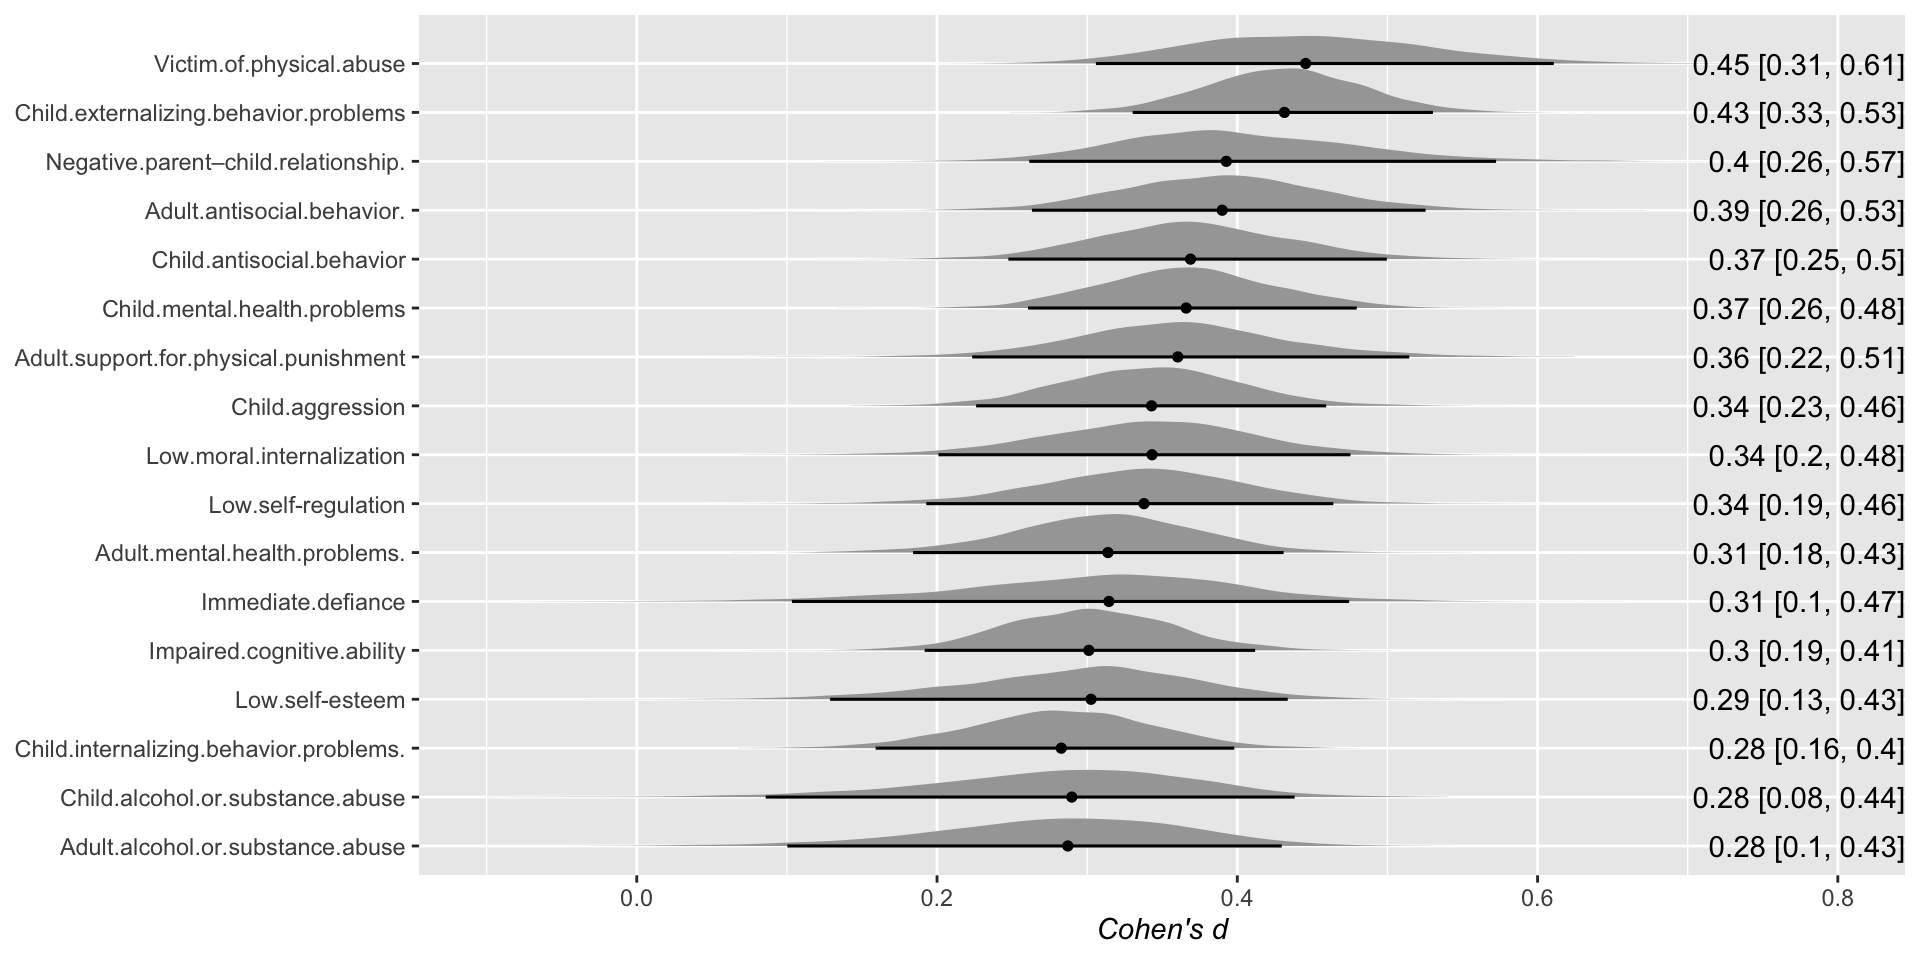 Victim.of.physical.abuse 0.45 [0.31, 0.61]
Child.externalizing.behavior.problems 0.43 [0.33, 0.53]
Negative.parent–child.relationship. 0.4 [0.26, 0.57]
Adult.antisocial.behavior. 0.39 [0.26, 0.53]
Child.antisocial.behavior 0.37 [0.25, 0.5]
Child.mental.health.problems 0.37 [0.26, 0.48]
Adult.support.for.physical.punishment 0.36 [0.22, 0.51]
Child.aggression 0.34 [0.23, 0.46]
Low.moral.internalization 0.34 [0.2, 0.48]
Low.self-regulation 0.34 [0.19, 0.46]
Adult.mental.health.problems. 0.31 [0.18, 0.43]
Immediate.defiance 0.31 [0.1, 0.47]
Impaired.cognitive.ability 0.3 [0.19, 0.41]
Low.self-esteem 0.29 [0.13, 0.43]
Child.internalizing.behavior.problems. 0.28 [0.16, 0.4]
Child.alcohol.or.substance.abuse 0.28 [0.08, 0.44]
Adult.alcohol.or.substance.abuse 0.28 [0.1, 0.43]
0.0 0.2 0.4 0.6 0.8
Cohen's d